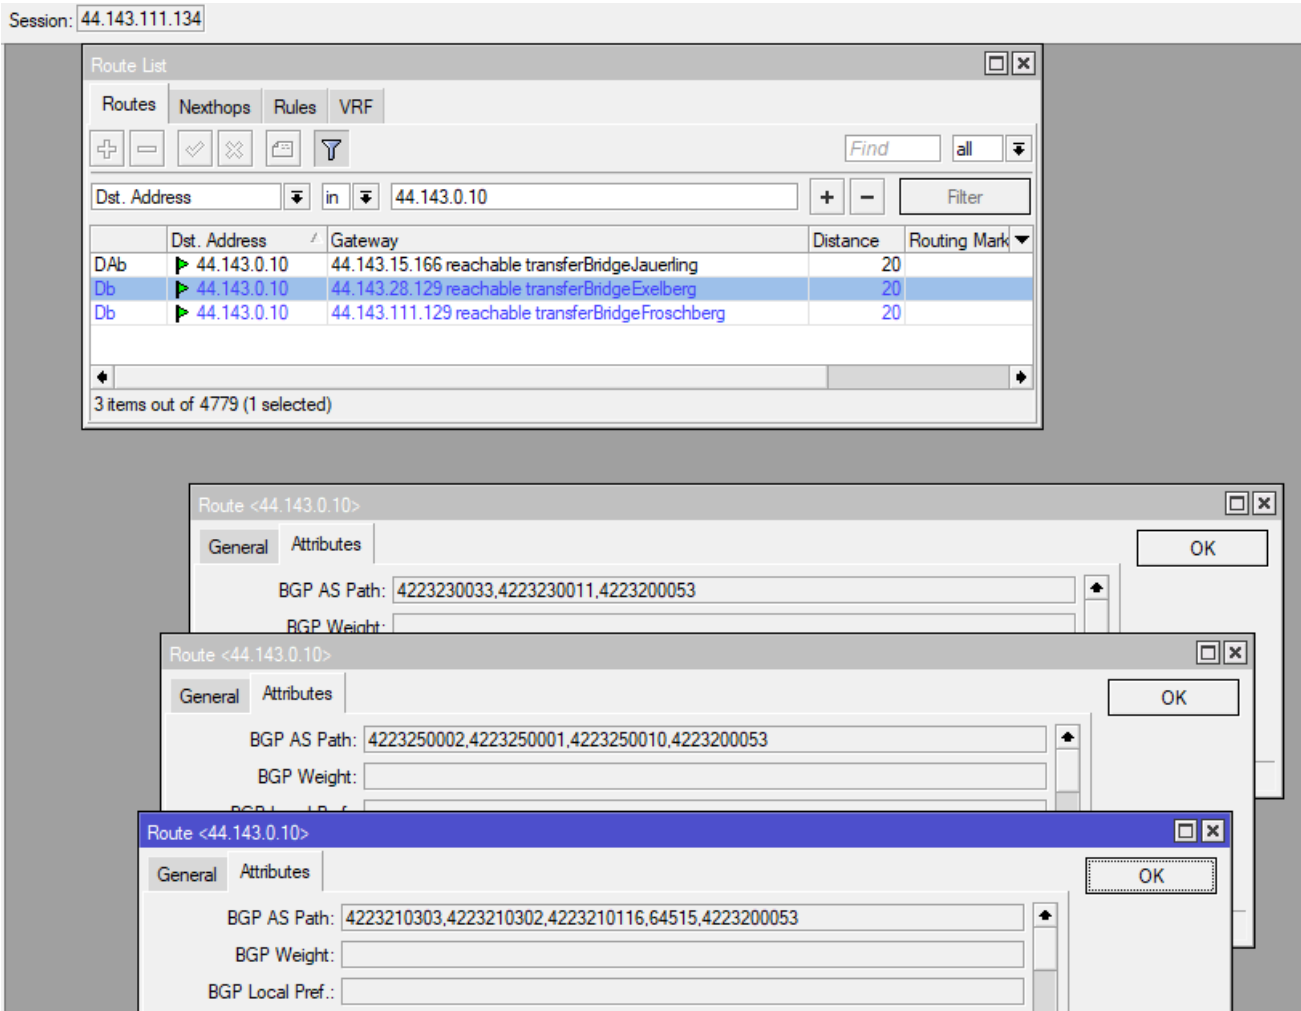 Session: 44.143.111.134
Route List
Routes Nexthops Rules VRF
Find all
Dst. Address in 44.143.0.10 Filter
Dst. Address Gateway Distance Routing Mark
DAb 44.143.0.10 44.143.15.166 reachable transferBridgeJauerling 20
Db 44.143.0.10 44.143.28.129 reachable transferBridgeExelberg 20
Db 44.143.0.10 44.143.111.129 reachable transferBridgeFroschberg 20
3 items out of 4779 (1 selected)
Route <44.143.0.10>
General Attributes OK
BGP AS Path: 4223230033,4223230011,4223200053
BGP Weight:
Route <44.143.0.10>
General Attributes OK
BGP AS Path: 4223250002,4223250001,4223250010,4223200053
BGP Weight:
BGP Local Pref.:
Route <44.143.0.10>
General Attributes OK
BGP AS Path: 4223210303,4223210302,4223210116,64515,4223200053
BGP Weight:
BGP Local Pref.: